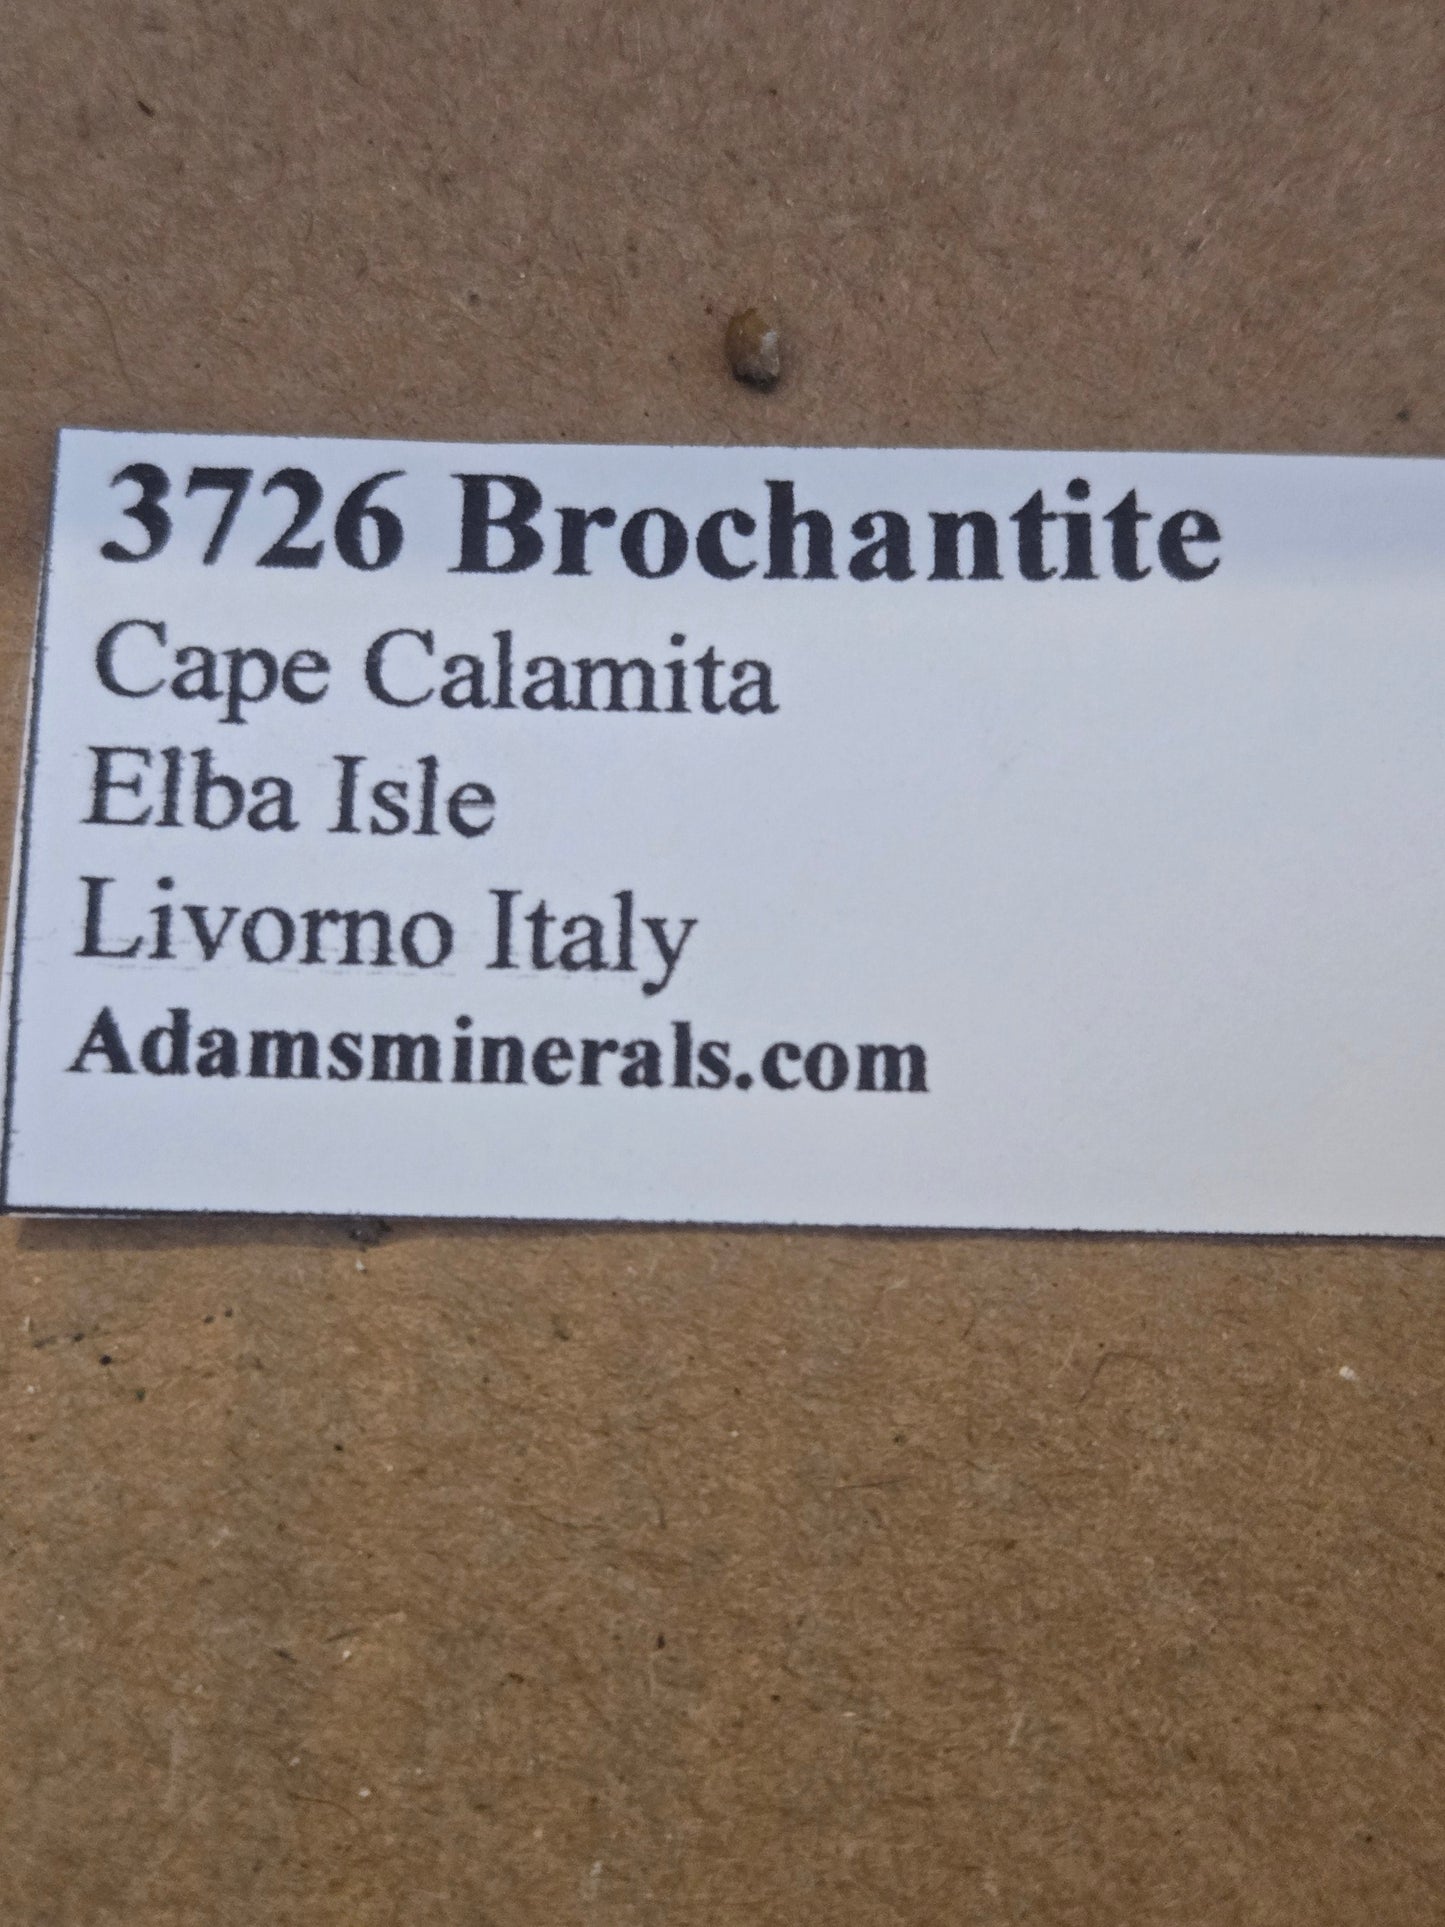 3726 Brochantite
Cape Calamita
Elba Isle
Livorno Italy
Adamsminerals.com